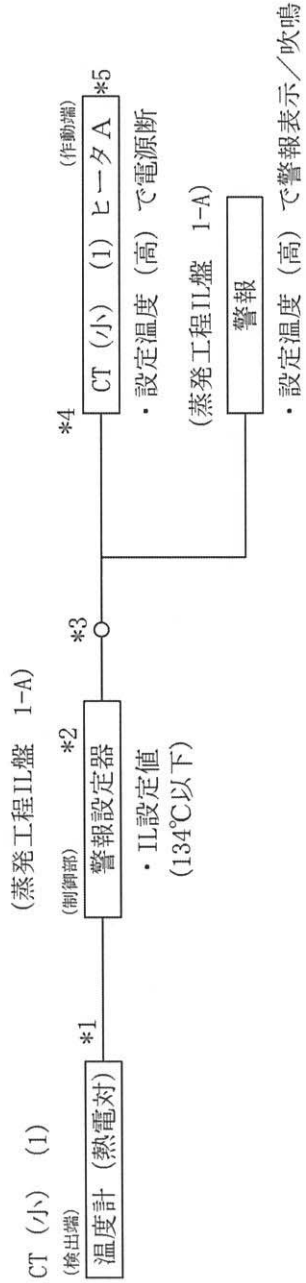 CT (小) (1)
(検出端)
温度計 (熱電対)
*1
(蒸発工程IL盤 1-A)
(制御部)
*2
警報設定器
・IL設定値
(134℃以下)
*3
*4
(作動端)
CT (小) (1) ヒータA
*5
・設定温度 (高) で電源断
(蒸発工程IL盤 1-A)
警報
・設定温度 (高) で警報表示/吹鳴